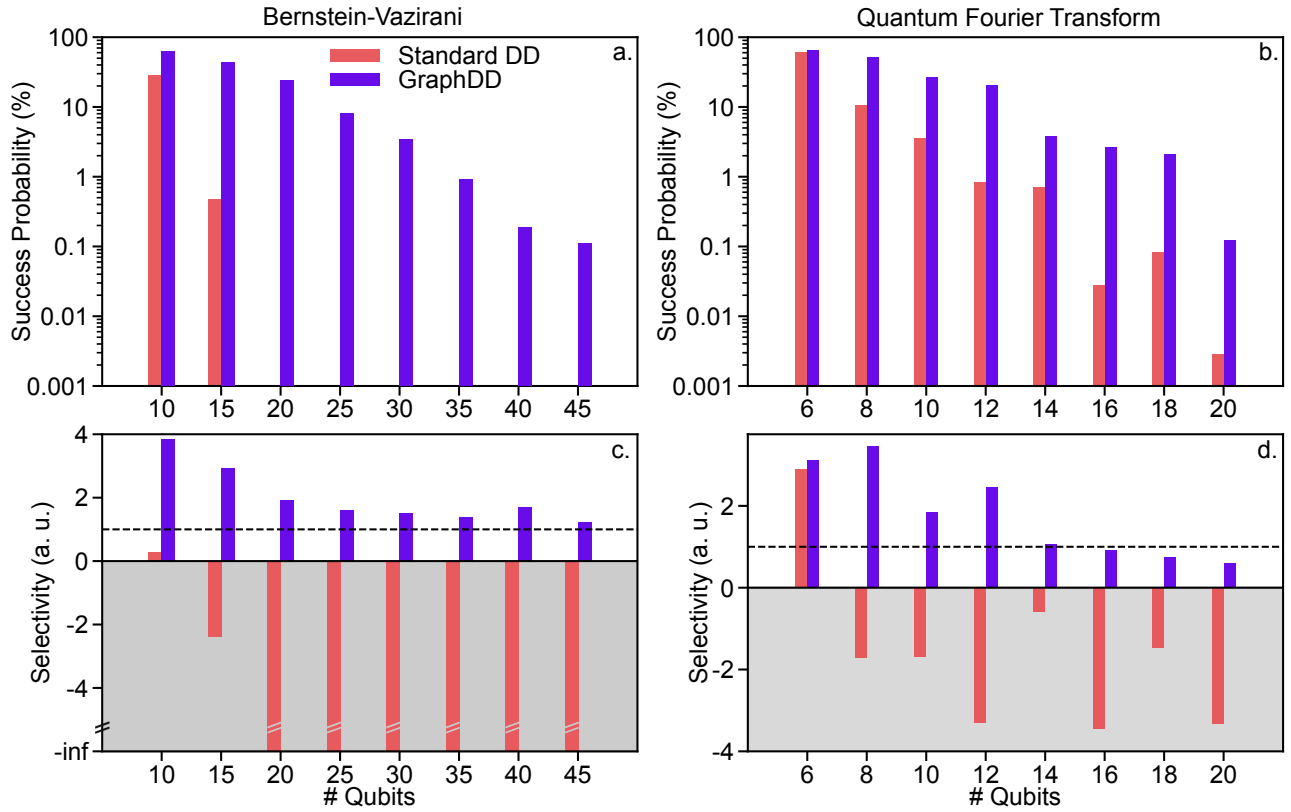 Bernstein-Vazirani
Quantum Fourier Transform
Success Probability (%)
100
10
1
0.1
0.01
0.001
Standard DD
GraphDD
a.
10 15 20 25 30 35 40 45
Success Probability (%)
100
10
1
0.1
0.01
0.001
b.
6 8 10 12 14 16 18 20
Selectivity (a. u.)
4
2
0
-2
-4
-inf
c.
10 15 20 25 30 35 40 45
# Qubits
Selectivity (a. u.)
2
0
-2
-4
d.
6 8 10 12 14 16 18 20
# Qubits